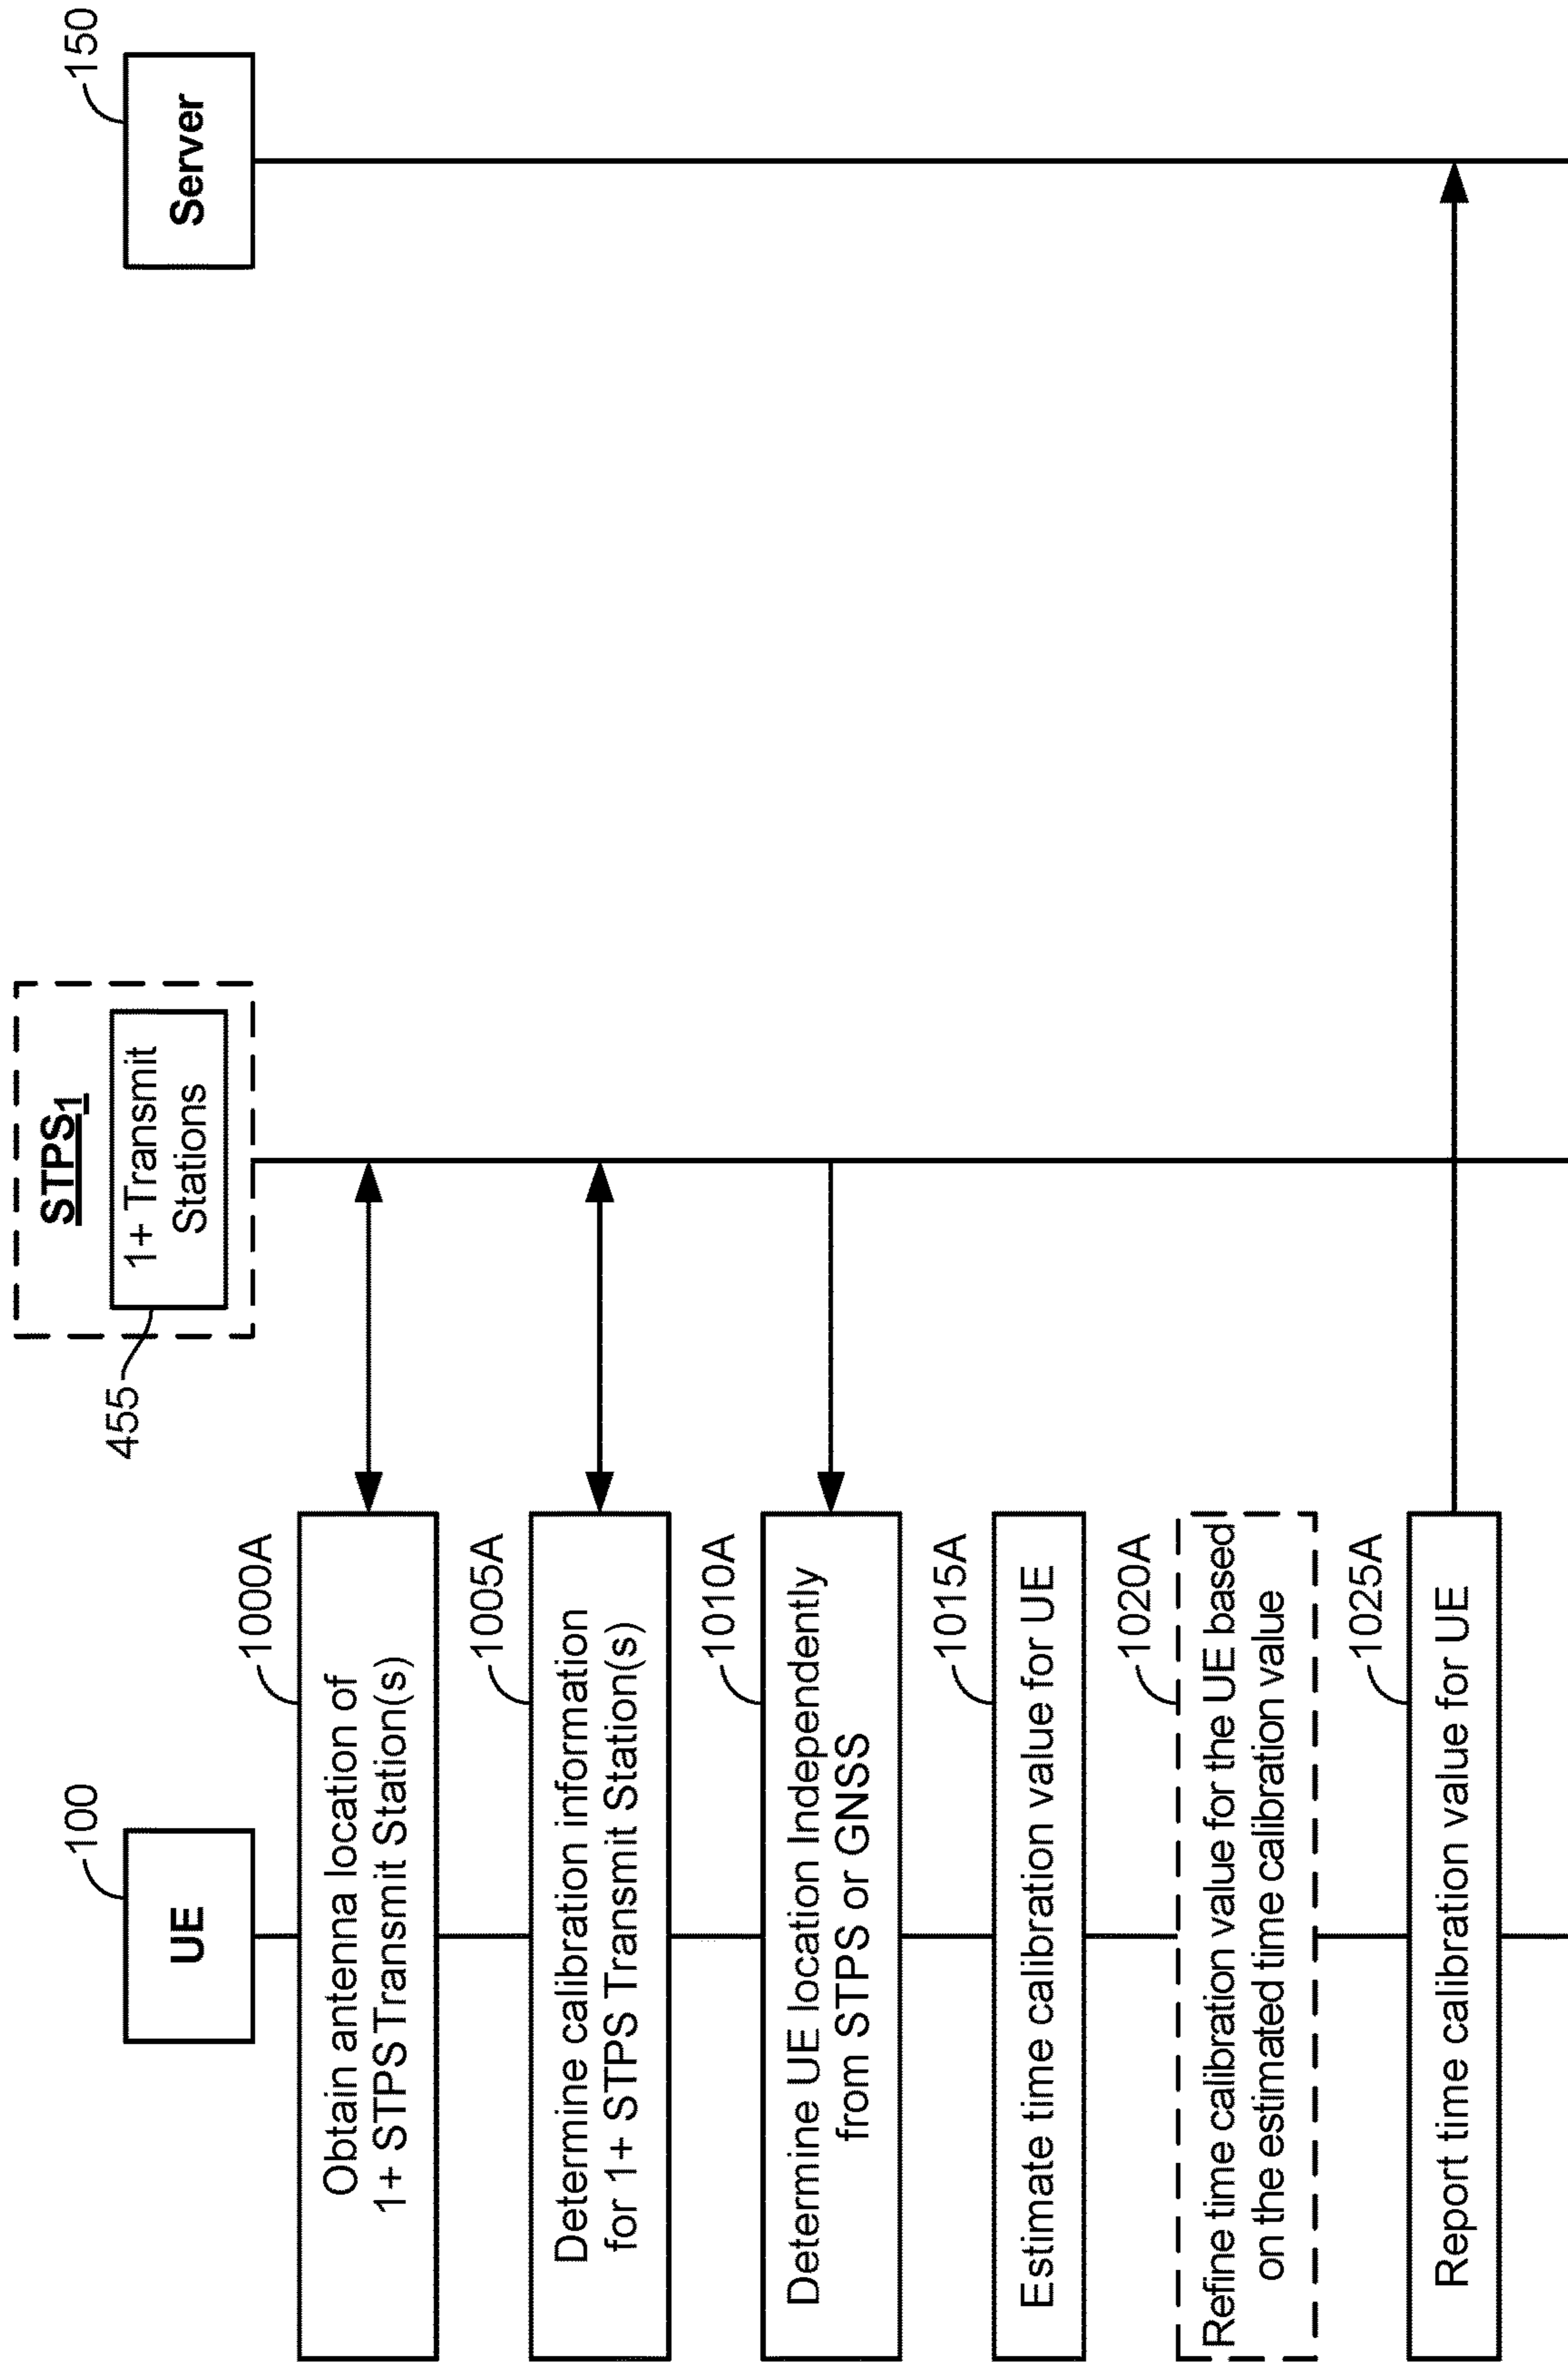 UE
100
STPS1
1+ Transmit
Stations
455
Server
150
Obtain antenna location of
1+ STPS Transmit Station(s)
1000A
Determine calibration information
for 1+ STPS Transmit Station(s)
1005A
Determine UE location Independently
from STPS or GNSS
1010A
Estimate time calibration value for UE
1015A
Refine time calibration value for the UE based
on the estimated time calibration value
1020A
Report time calibration value for UE
1025A